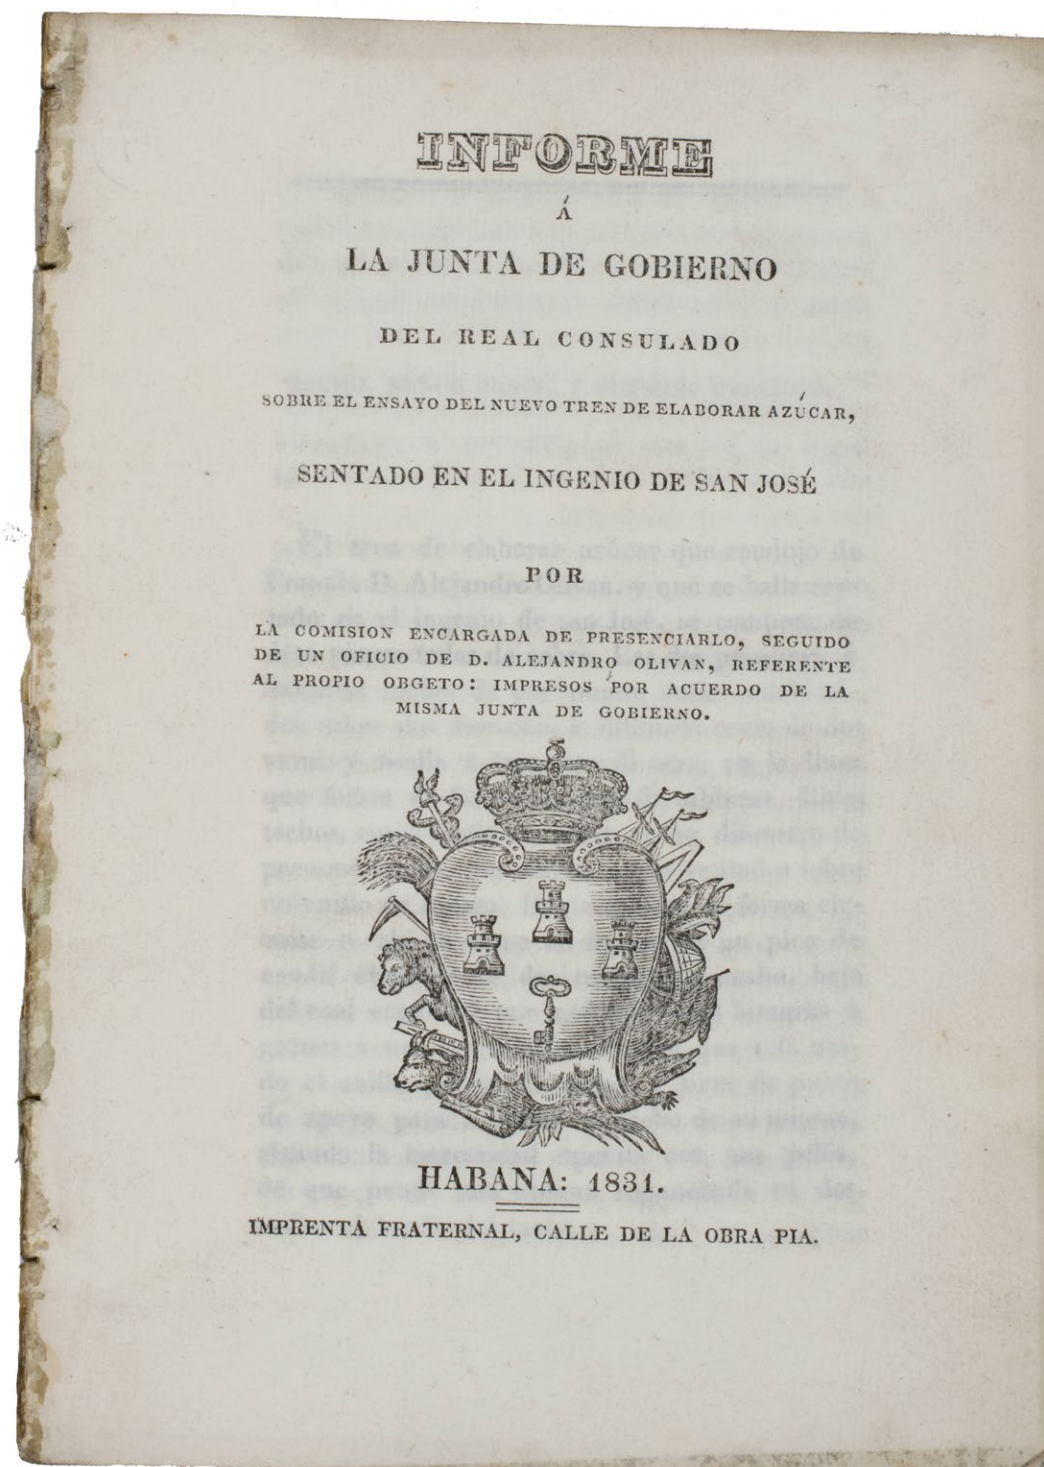 INFORME
Á
LA JUNTA DE GOBIERNO
DEL REAL CONSULADO
SOBRE EL ENSAYO DEL NUEVO TREN DE ELABORAR AZÚCAR,
SENTADO EN EL INGENIO DE SAN JOSÉ
POR
LA COMISION ENCARGADA DE PRESENCIARLO, SEGUIDO
DE UN OFICIO DE D. ALEJANDRO OLIVAN, REFERENTE
AL PROPIO OBGETO: IMPRESOS POR ACUERDO DE LA
MISMA JUNTA DE GOBIERNO.
HABANA: 1831.
IMPRENTA FRATERNAL, CALLE DE LA OBRA PIA.